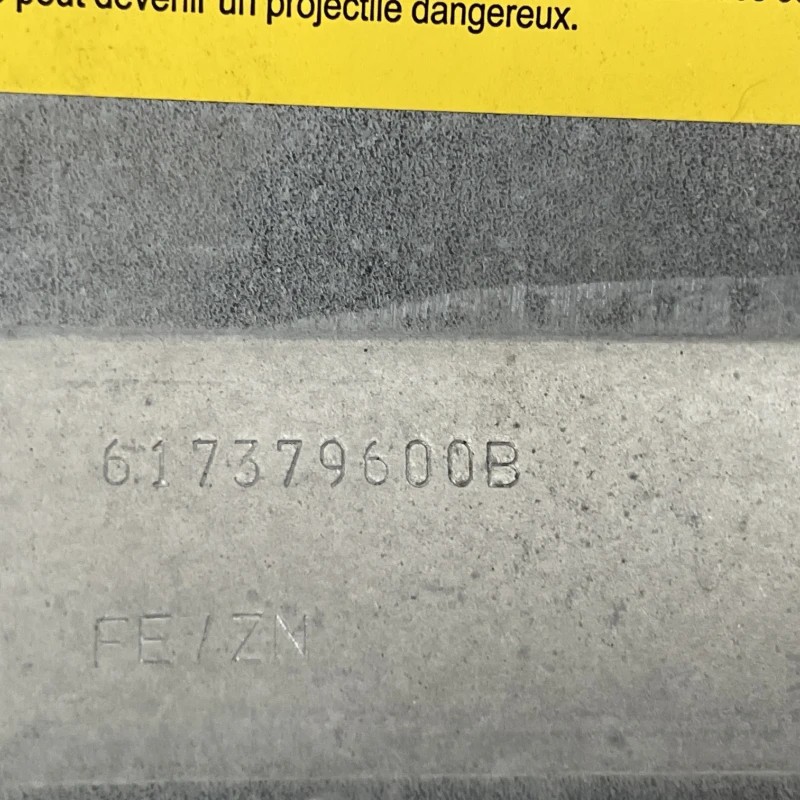 peut devenir un projectile dangereux.
617379600B
FE/ZN